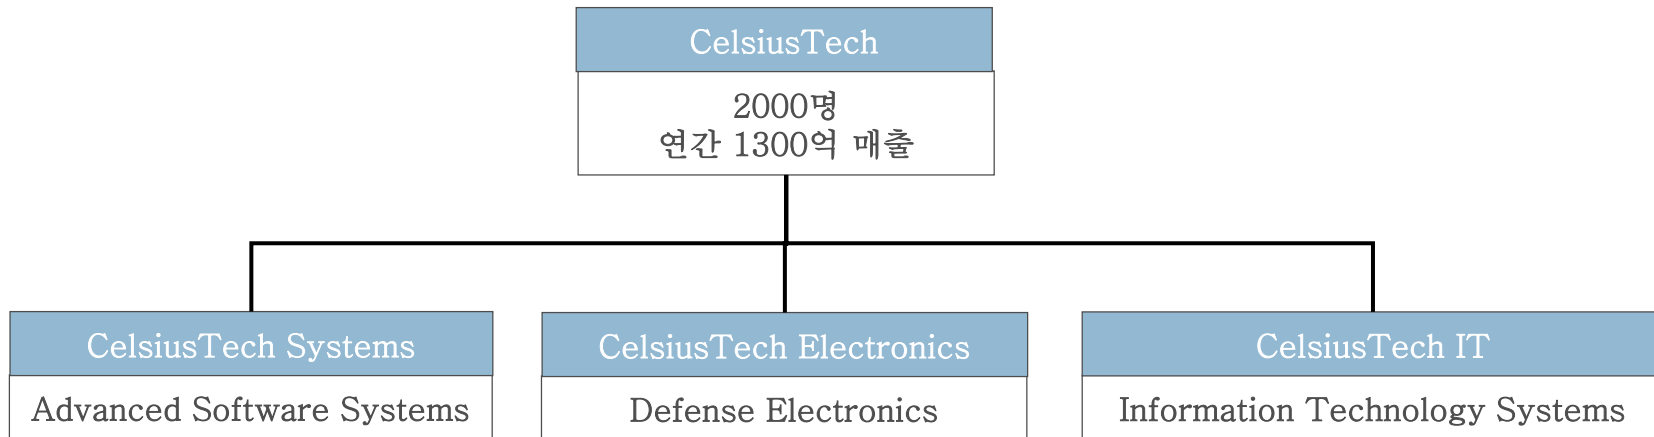 CelsiusTech
2000명
연간 1300억 매출
CelsiusTech Systems
Advanced Software Systems
CelsiusTech Electronics
Defense Electronics
CelsiusTech IT
Information Technology Systems